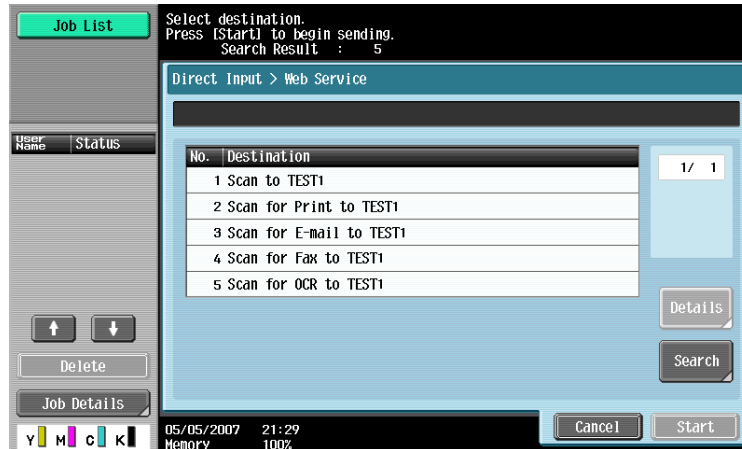 Job List
Select destination.
Press [Start] to begin sending.
Search Result : 5
Direct Input > Web Service
User Name Status
No. Destination
1 Scan to TEST1
2 Scan for Print to TEST1
3 Scan for E-mail to TEST1
4 Scan for Fax to TEST1
5 Scan for OCR to TEST1
1/ 1
Details
Search
Delete
Job Details
Cancel
Start
Y M C K
05/05/2007 21:29
Memory 100%